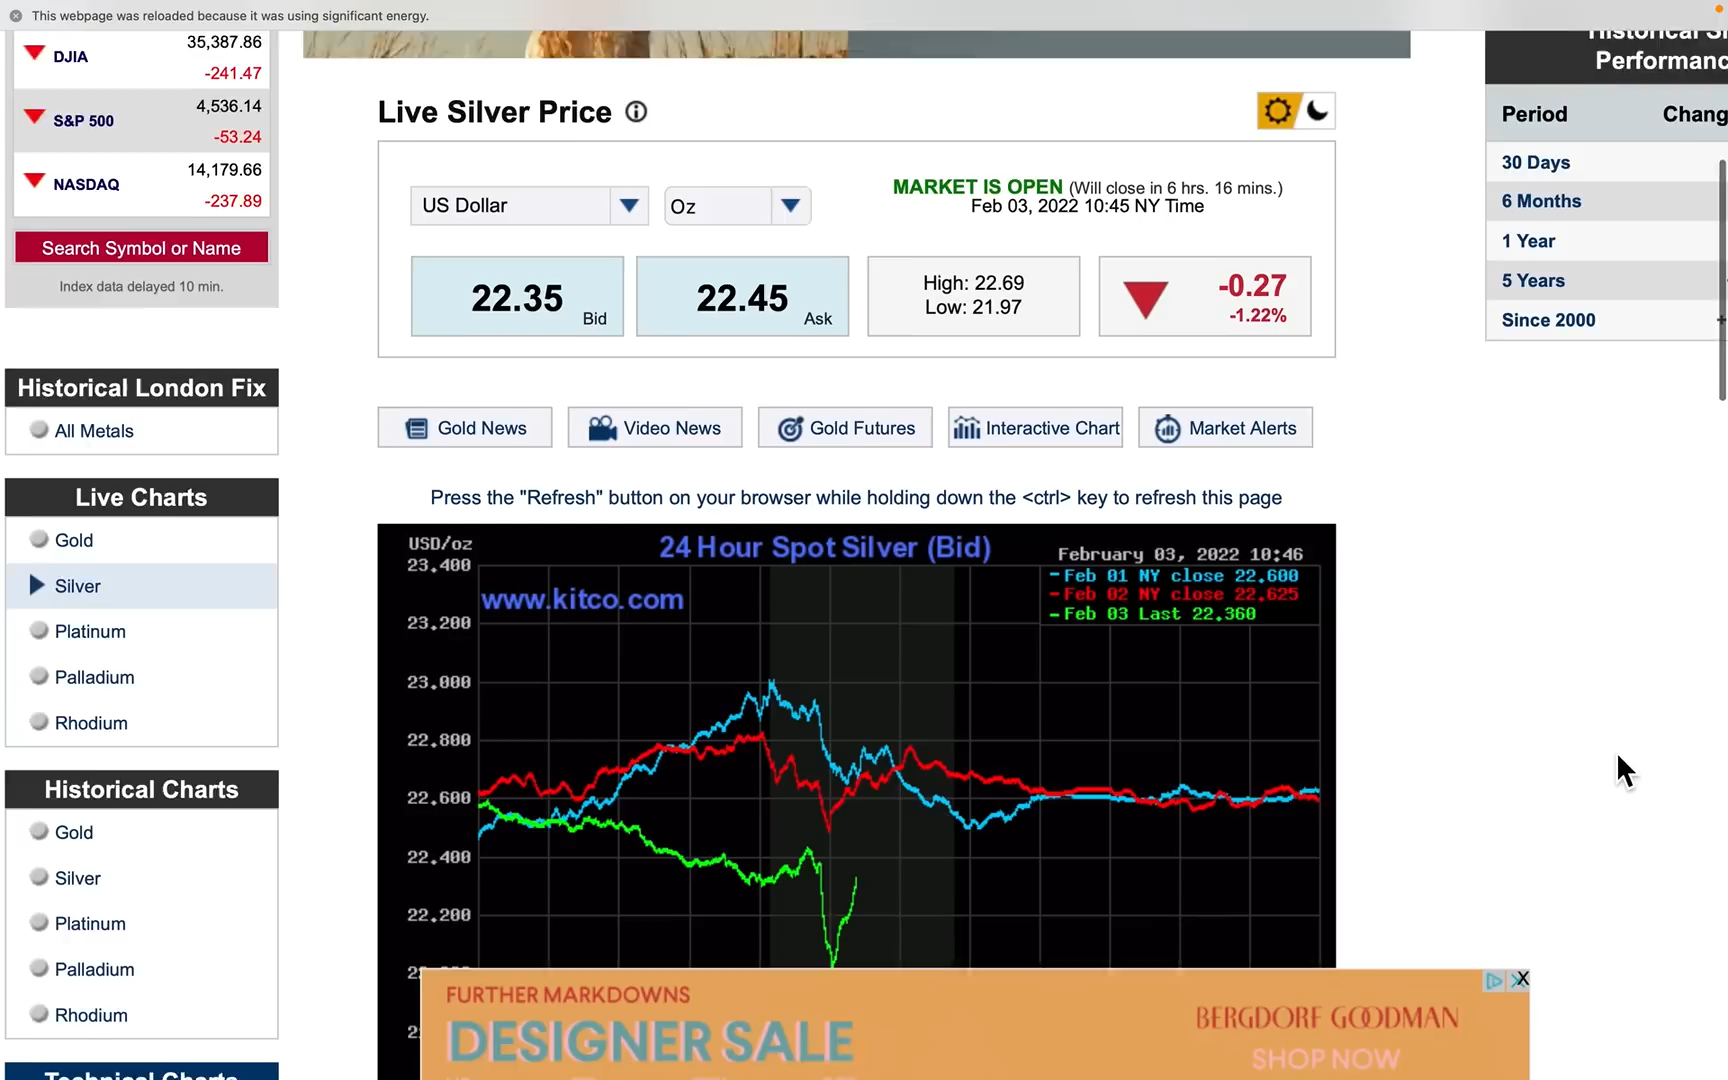 This webpage was reloaded because it was using significant energy.
35,387.86
DJIA
-241.47
4,536.14
S&P 500
-53.24
14,179.66
NASDAQ
-237.89
Search Symbol or Name
Index data delayed 10 min.
Historical London Fix
All Metals
Live Charts
Gold
Silver
Platinum
Palladium
Rhodium
Historical Charts
Gold
Silver
Platinum
Palladium
Rhodium
Technical Charts
Live Silver Price
US Dollar
Oz
MARKET IS OPEN (Will close in 6 hrs. 16 mins.)
Feb 03, 2022 10:45 NY Time
22.35 Bid
22.45 Ask
High: 22.69
Low: 21.97
-0.27
-1.22%
Gold News
Video News
Gold Futures
Interactive Chart
Market Alerts
Press the "Refresh" button on your browser while holding down the <ctrl> key to refresh this page
USD/oz
24 Hour Spot Silver (Bid)
February 03, 2022 10:46
23.400
Feb 01 NY close 22.600
www.kitco.com
Feb 02 NY close 22.625
Feb 03 Last 22.360
23.200
23.000
22.800
22.600
22.400
22.200
FURTHER MARKDOWNS
DESIGNER SALE
BERGDORF GOODMAN
SHOP NOW
X
Period
30 Days
6 Months
1 Year
5 Years
Since 2000